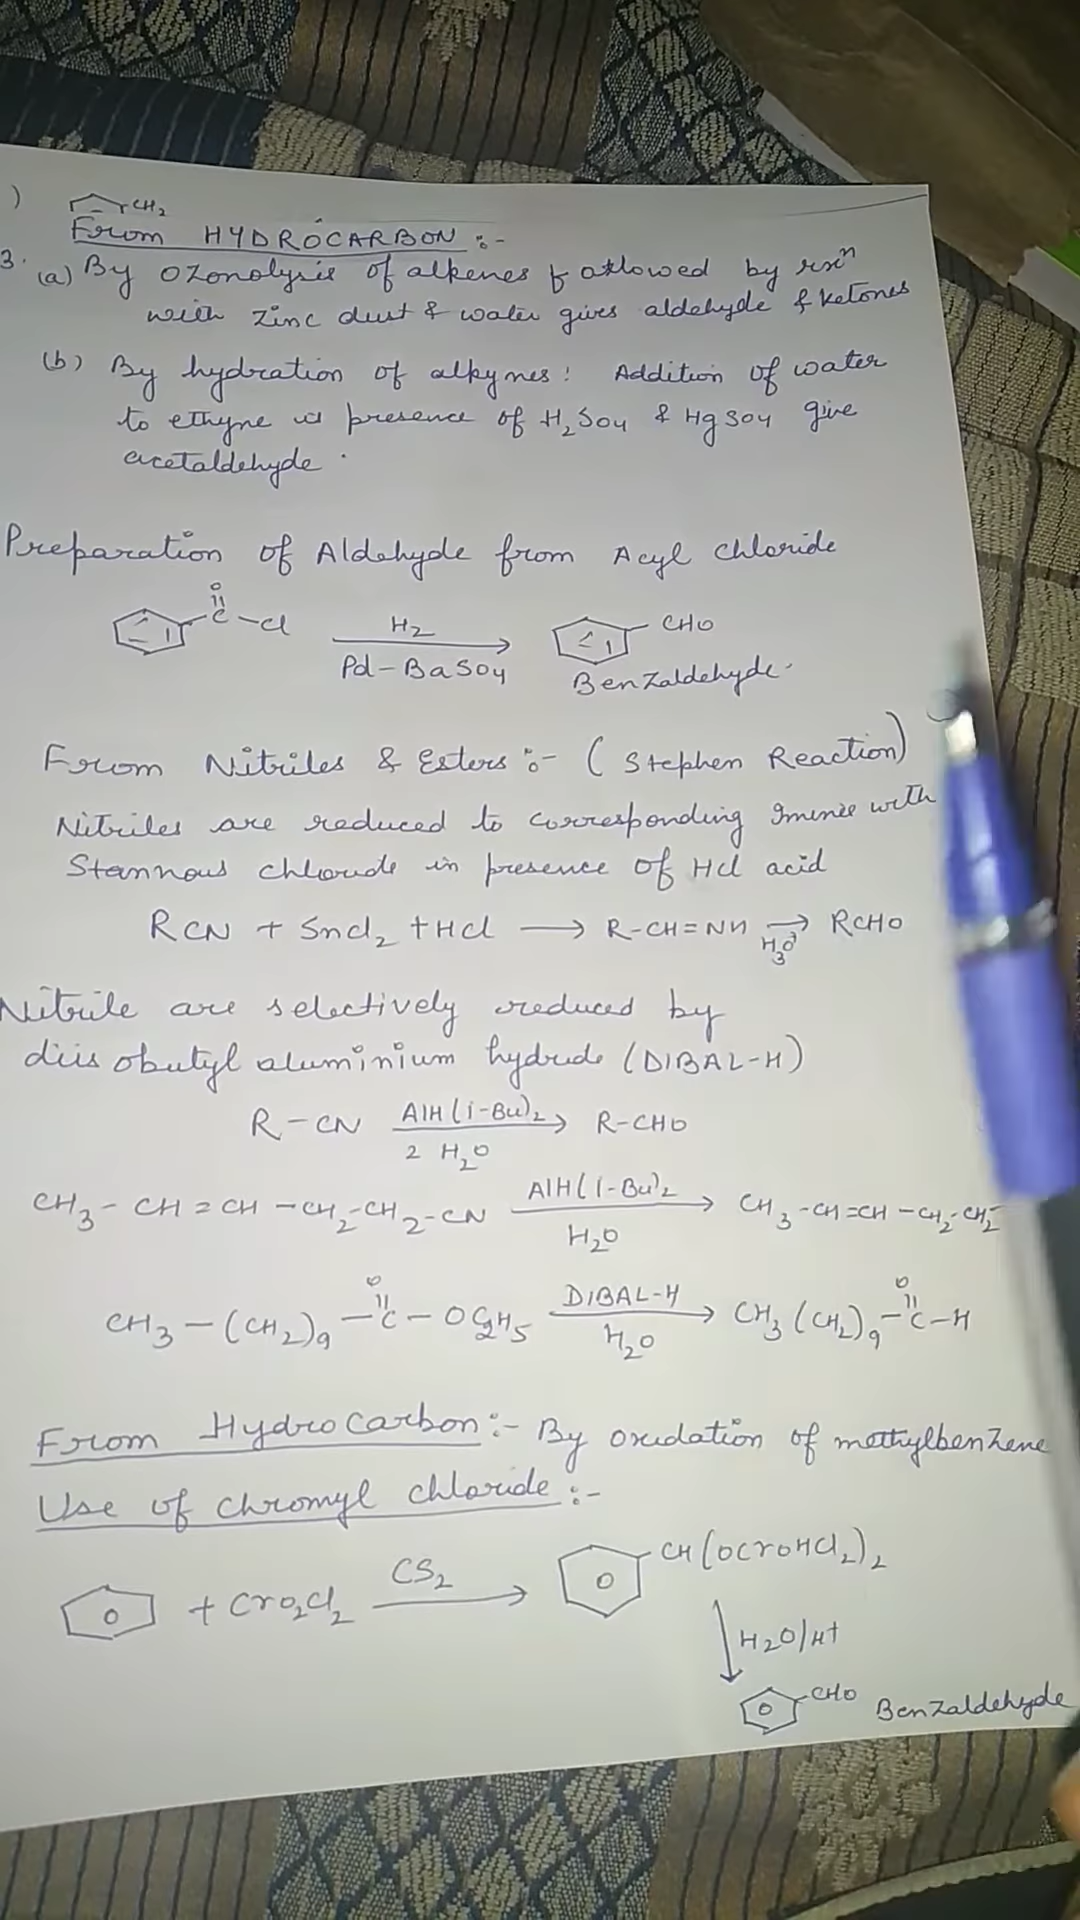 )
CH₂
From HYDROCARBON :-
3. (a) By ozonolysis of alkenes followed by rxⁿ
with zinc dust & water gives aldehyde & ketones
(b) By hydration of alkynes: Addition of water
to ethyne is presence of H₂SO₄ & HgSO₄ give
acetaldehyde.
Preparation of Aldehyde from Acyl chloride
O
C-Cl H₂ CHO
Pd-BaSO₄ Benzaldehyde.
From Nitriles & Esters :- (Stephen Reaction)
Nitriles are reduced to corresponding Iminie with
Stannous chloride in presence of HCl acid
RCN + SnCl₂ + HCl → R-CH=NH → RCHO
H₃O⁺
Nitrile are selectively reduced by
diisobutyl aluminium hydride (DIBAL-H)
R-CN AlH(i-Bu)₂ → R-CHO
2 H₂O
CH₃-CH=CH-CH₂-CH₂-CN AlH(i-Bu)₂ → CH₃-CH=CH-CH₂-CH₂-
H₂O
O O
CH₃-(CH₂)₉-C-OC₂H₅ DIBAL-H → CH₃(CH₂)₉-C-H
H₂O
From Hydrocarbon :- By oxidation of methylbenzene
Use of chromyl chloride :-
+ CrO₂Cl₂ CS₂ → CH(OCrOHCl₂)₂
H₂O/H+
CHO Benzaldehyde